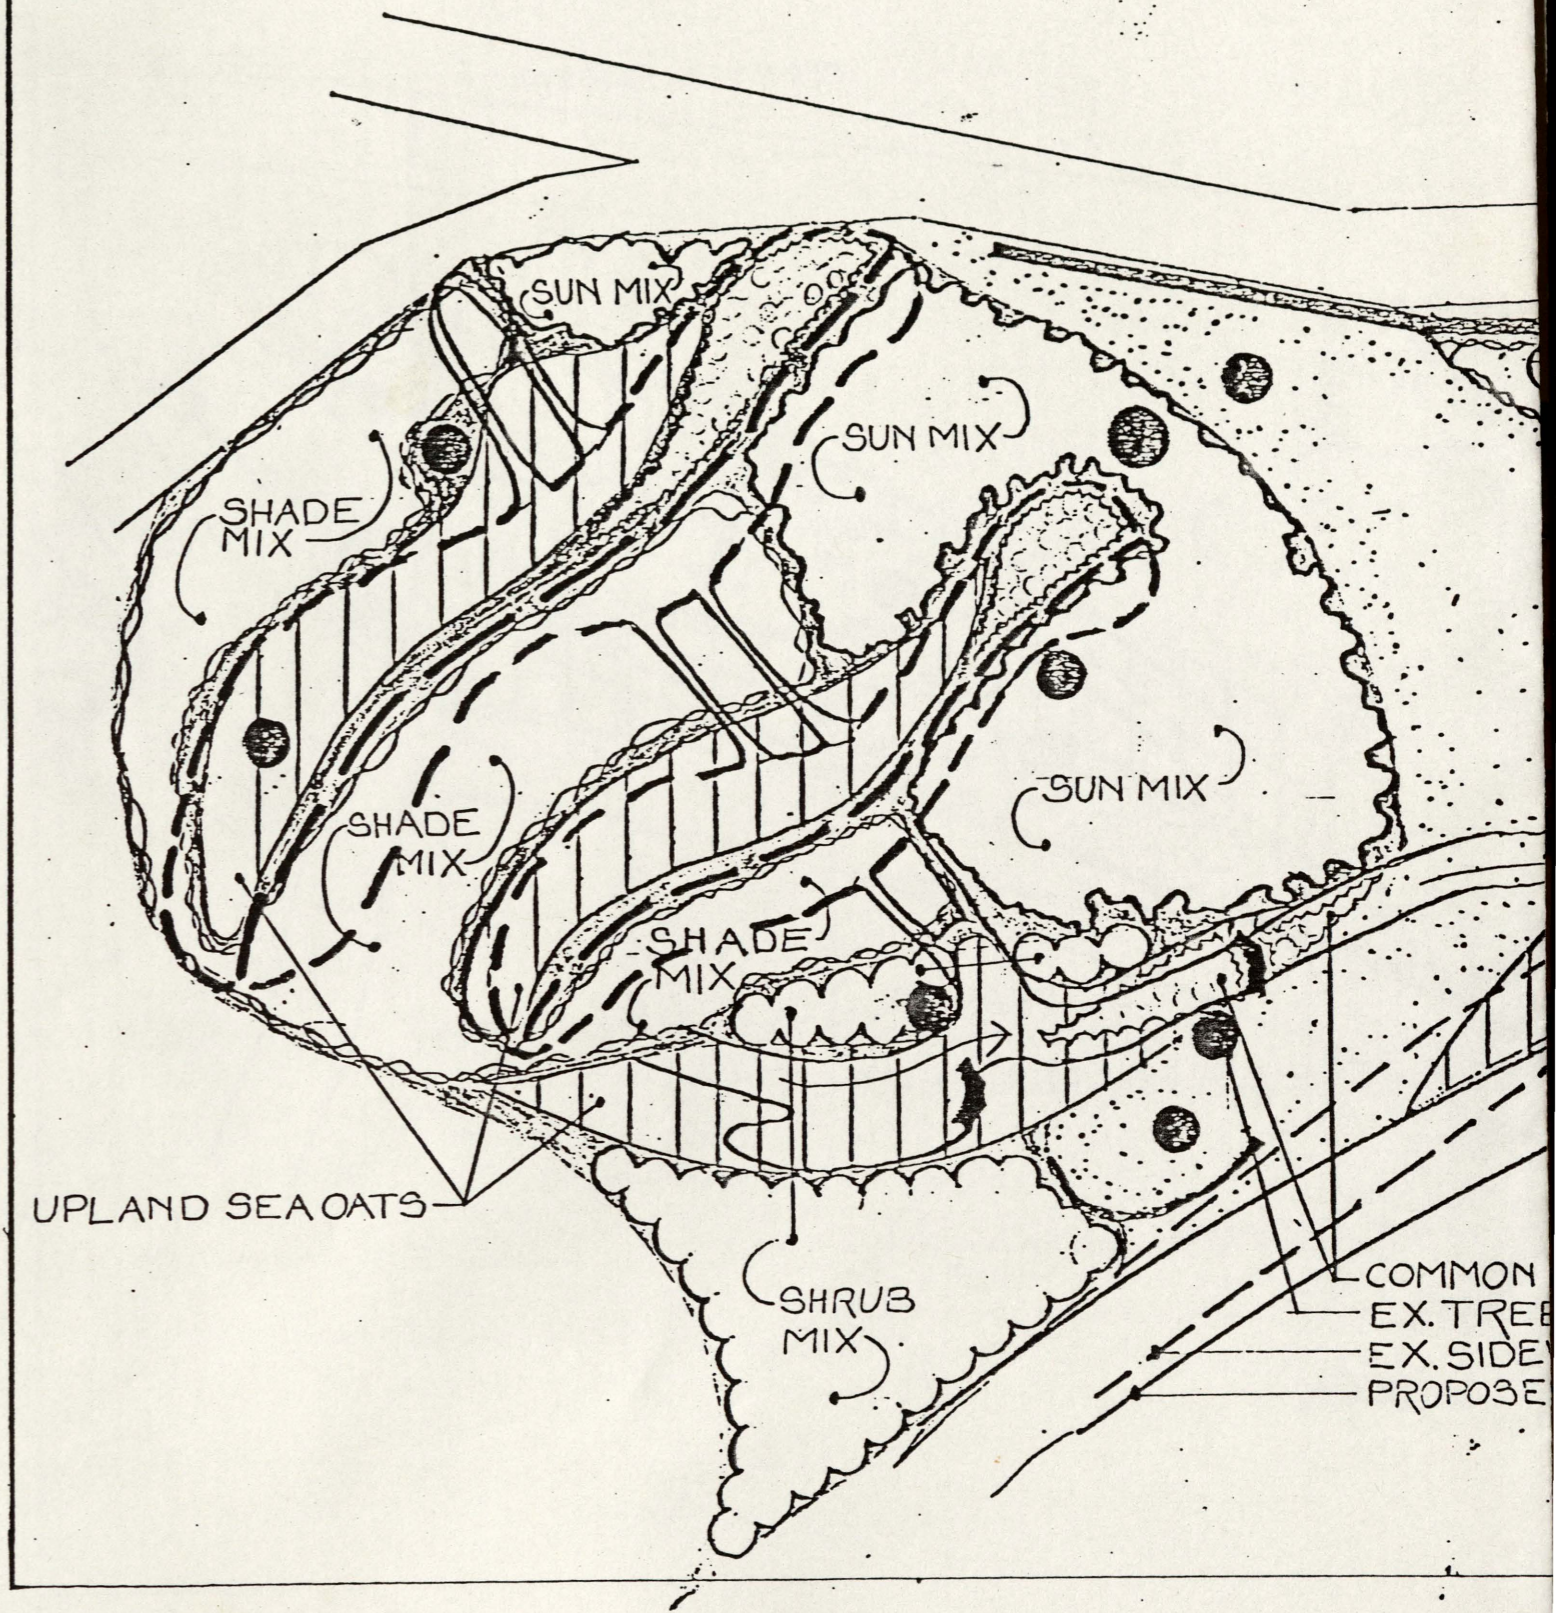 SUN MIX
SUN MIX
SHADE
MIX
SUN MIX
SHADE
MIX
SHADE
MIX
UPLAND SEA OATS
SHRUB
MIX
COMMON
EX. TREE
EX. SIDE
PROPOSE